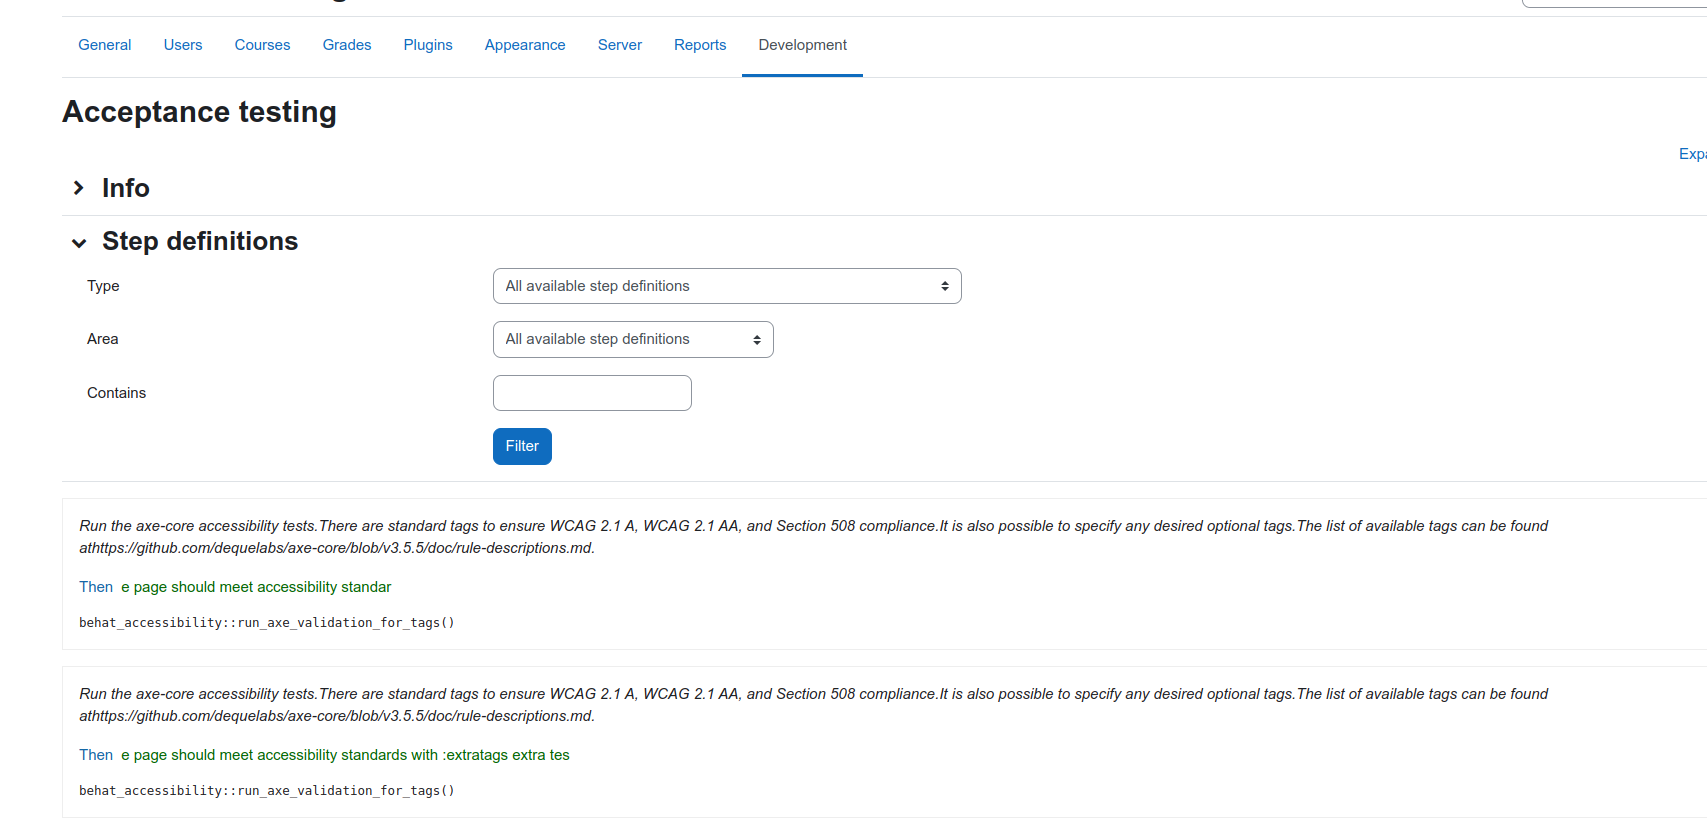 General Users Courses Grades Plugins Appearance Server Reports Development
Acceptance testing
Info
Step definitions
Type All available step definitions
Area All available step definitions
Contains
Filter
Run the axe-core accessibility tests.There are standard tags to ensure WCAG 2.1 A, WCAG 2.1 AA, and Section 508 compliance.It is also possible to specify any desired optional tags.The list of available tags can be found
athttps://github.com/dequelabs/axe-core/blob/v3.5.5/doc/rule-descriptions.md.
Then e page should meet accessibility standar
behat_accessibility::run_axe_validation_for_tags()
Run the axe-core accessibility tests.There are standard tags to ensure WCAG 2.1 A, WCAG 2.1 AA, and Section 508 compliance.It is also possible to specify any desired optional tags.The list of available tags can be found
athttps://github.com/dequelabs/axe-core/blob/v3.5.5/doc/rule-descriptions.md.
Then e page should meet accessibility standards with :extratags extra tes
behat_accessibility::run_axe_validation_for_tags()